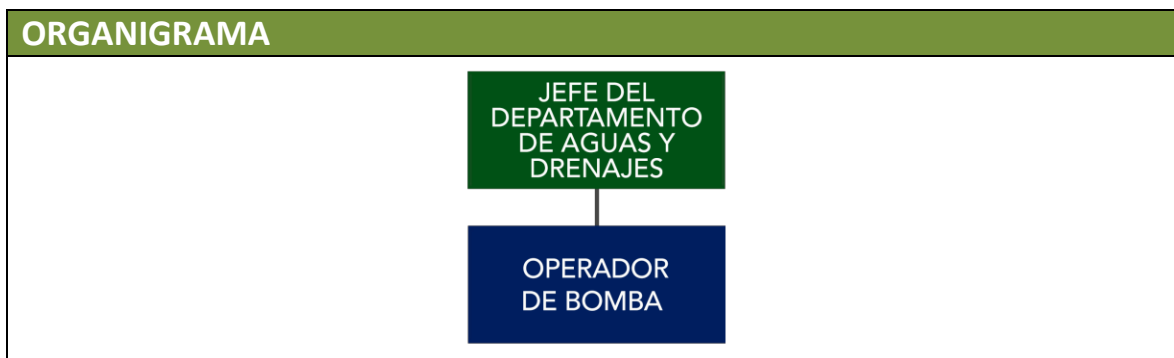 ORGANIGRAMA
JEFE DEL
DEPARTAMENTO
DE AGUAS Y
DRENAJES
OPERADOR
DE BOMBA